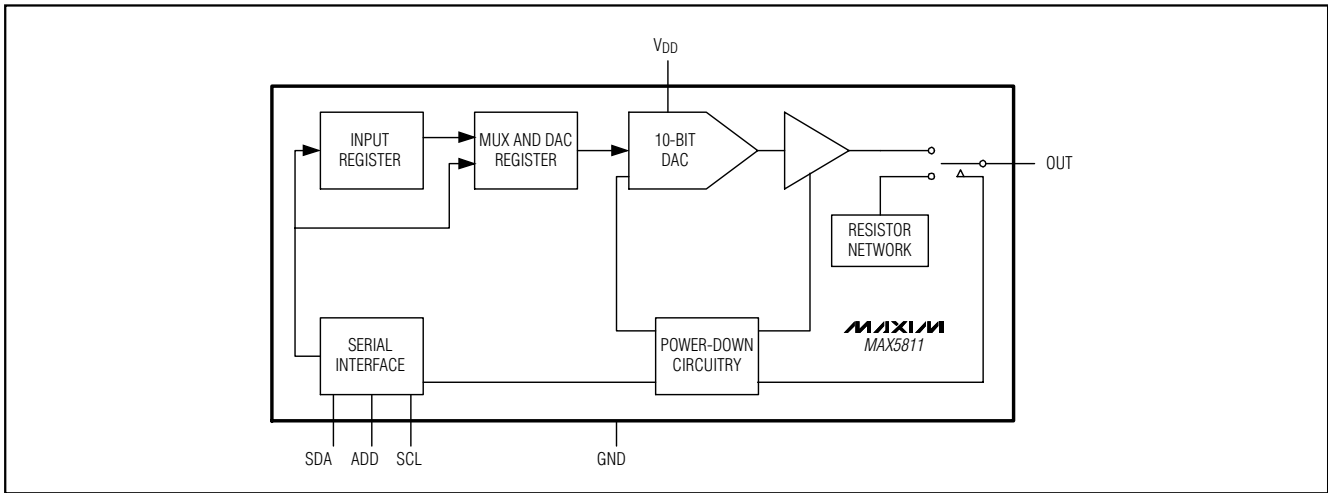 VDD
INPUT
REGISTER
MUX AND DAC
REGISTER
10-BIT
DAC
OUT
RESISTOR
NETWORK
SERIAL
INTERFACE
POWER-DOWN
CIRCUITRY
MAXIM
MAX5811
SDA ADD SCL GND